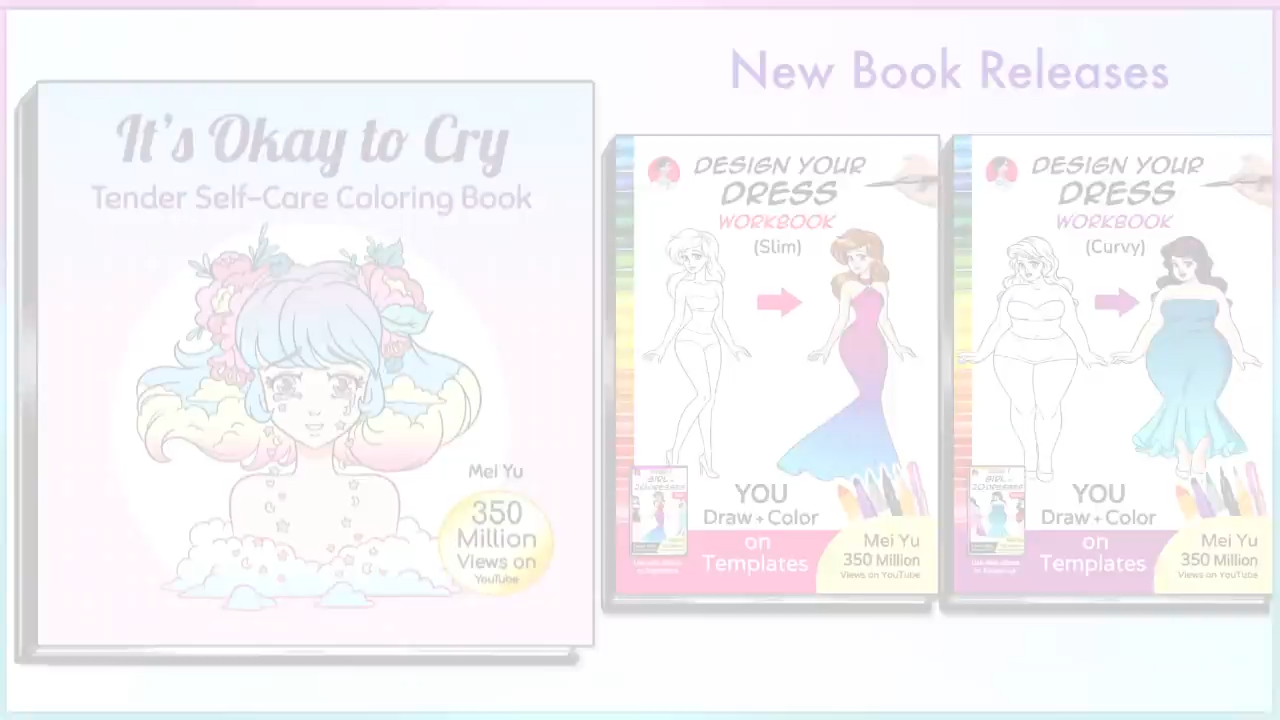 New Book Releases
It's Okay to Cry
Tender Self-Care Coloring Book
Mei Yu
350
Million
Views on
YouTube
DESIGN YOUR
DRESS
WORKBOOK
(Slim)
YOU
Draw + Color
on
Templates
Mei Yu
350 Million
Views on YouTube
DESIGN YOUR
DRESS
WORKBOOK
(Curvy)
YOU
Draw + Color
on
Templates
Mei Yu
350 Million
Views on YouTube